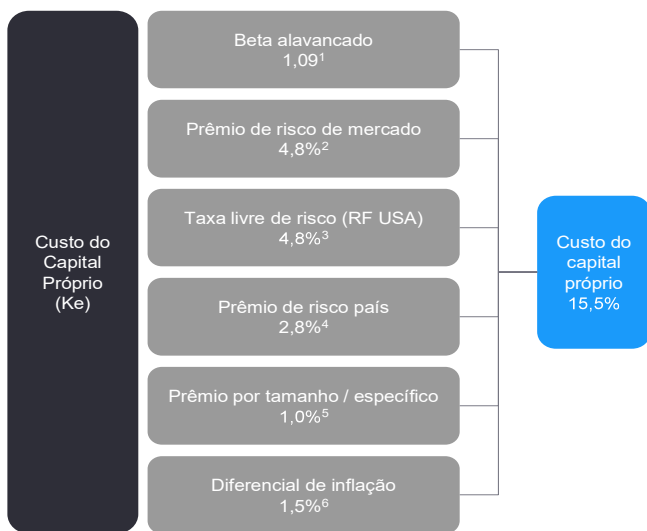 Custo do
Capital
Próprio
(Ke)
Beta alavancado
1,09¹
Prêmio de risco de mercado
4,8%²
Taxa livre de risco (RF USA)
4,8%³
Prêmio de risco país
2,8%⁴
Prêmio por tamanho / específico
1,0%⁵
Diferencial de inflação
1,5%⁶
Custo do
capital
próprio
15,5%